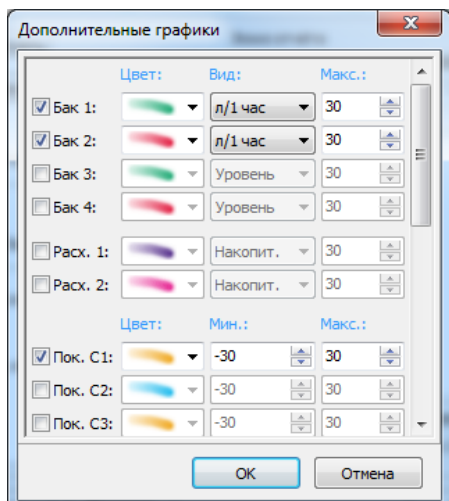 Дополнительные графики
Цвет: Вид: Макс.:
Бак 1: л/1 час 30
Бак 2: л/1 час 30
Бак 3: Уровень 30
Бак 4: Уровень 30
Расх. 1: Накопит. 30
Расх. 2: Накопит. 30
Цвет: Мин.: Макс.:
Пок. С1: -30 30
Пок. С2: -30 30
Пок. С3: -30 30
OK Отмена